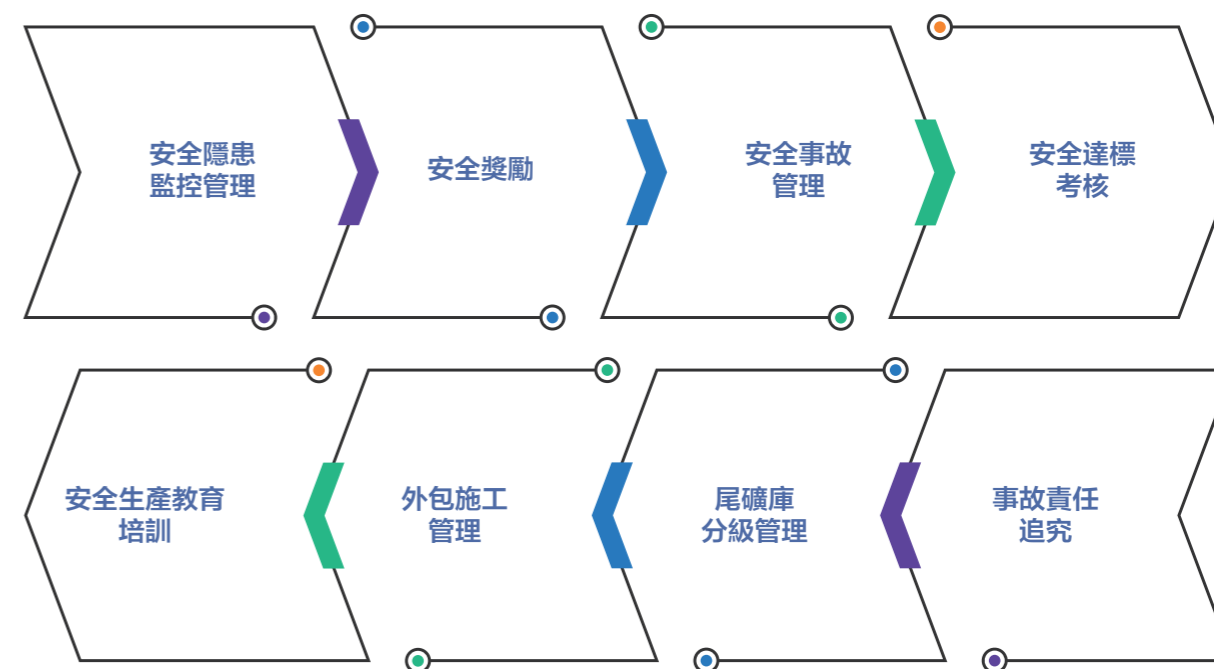 安全隱患
監控管理
安全獎勵
安全事故
管理
安全達標
考核
安全生產教育
培訓
外包施工
管理
尾礦庫
分級管理
事故責任
追究